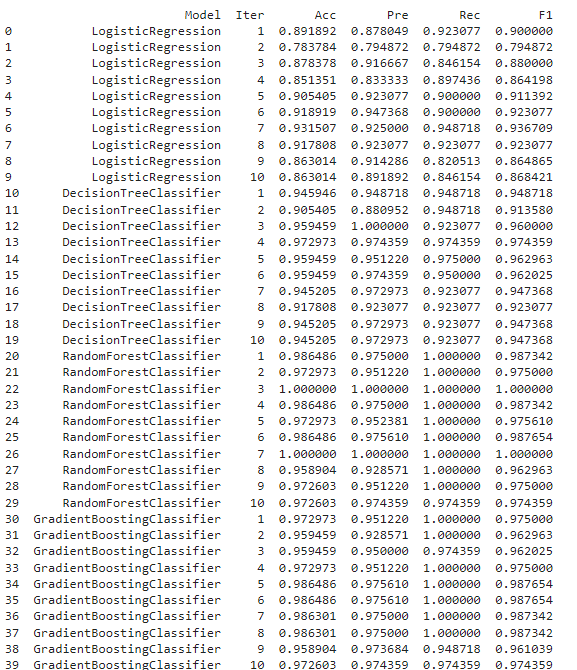 Model Iter Acc Pre Rec F1
0 LogisticRegression 1 0.891892 0.878049 0.923077 0.900000
1 LogisticRegression 2 0.783784 0.794872 0.794872 0.794872
2 LogisticRegression 3 0.878378 0.916667 0.846154 0.880000
3 LogisticRegression 4 0.851351 0.833333 0.897436 0.864198
4 LogisticRegression 5 0.905405 0.923077 0.900000 0.911392
5 LogisticRegression 6 0.918919 0.947368 0.900000 0.923077
6 LogisticRegression 7 0.931507 0.925000 0.948718 0.936709
7 LogisticRegression 8 0.917808 0.923077 0.923077 0.923077
8 LogisticRegression 9 0.863014 0.914286 0.820513 0.864865
9 LogisticRegression 10 0.863014 0.891892 0.846154 0.868421
10 DecisionTreeClassifier 1 0.945946 0.948718 0.948718 0.948718
11 DecisionTreeClassifier 2 0.905405 0.880952 0.948718 0.913580
12 DecisionTreeClassifier 3 0.959459 1.000000 0.923077 0.960000
13 DecisionTreeClassifier 4 0.972973 0.974359 0.974359 0.974359
14 DecisionTreeClassifier 5 0.959459 0.951220 0.975000 0.962963
15 DecisionTreeClassifier 6 0.959459 0.974359 0.950000 0.962025
16 DecisionTreeClassifier 7 0.945205 0.972973 0.923077 0.947368
17 DecisionTreeClassifier 8 0.917808 0.923077 0.923077 0.923077
18 DecisionTreeClassifier 9 0.945205 0.972973 0.923077 0.947368
19 DecisionTreeClassifier 10 0.945205 0.972973 0.923077 0.947368
20 RandomForestClassifier 1 0.986486 0.975000 1.000000 0.987342
21 RandomForestClassifier 2 0.972973 0.951220 1.000000 0.975000
22 RandomForestClassifier 3 1.000000 1.000000 1.000000 1.000000
23 RandomForestClassifier 4 0.986486 0.975000 1.000000 0.987342
24 RandomForestClassifier 5 0.972973 0.952381 1.000000 0.975610
25 RandomForestClassifier 6 0.986486 0.975610 1.000000 0.987654
26 RandomForestClassifier 7 1.000000 1.000000 1.000000 1.000000
27 RandomForestClassifier 8 0.958904 0.928571 1.000000 0.962963
28 RandomForestClassifier 9 0.972603 0.951220 1.000000 0.975000
29 RandomForestClassifier 10 0.972603 0.974359 0.974359 0.974359
30 GradientBoostingClassifier 1 0.972973 0.951220 1.000000 0.975000
31 GradientBoostingClassifier 2 0.959459 0.928571 1.000000 0.962963
32 GradientBoostingClassifier 3 0.959459 0.950000 0.974359 0.962025
33 GradientBoostingClassifier 4 0.972973 0.951220 1.000000 0.975000
34 GradientBoostingClassifier 5 0.986486 0.975610 1.000000 0.987654
35 GradientBoostingClassifier 6 0.986486 0.975610 1.000000 0.987654
36 GradientBoostingClassifier 7 0.986301 0.975000 1.000000 0.987342
37 GradientBoostingClassifier 8 0.986301 0.975000 1.000000 0.987342
38 GradientBoostingClassifier 9 0.958904 0.973684 0.948718 0.961039
39 GradientBoostingClassifier 10 0.972603 0.974359 0.974359 0.974359